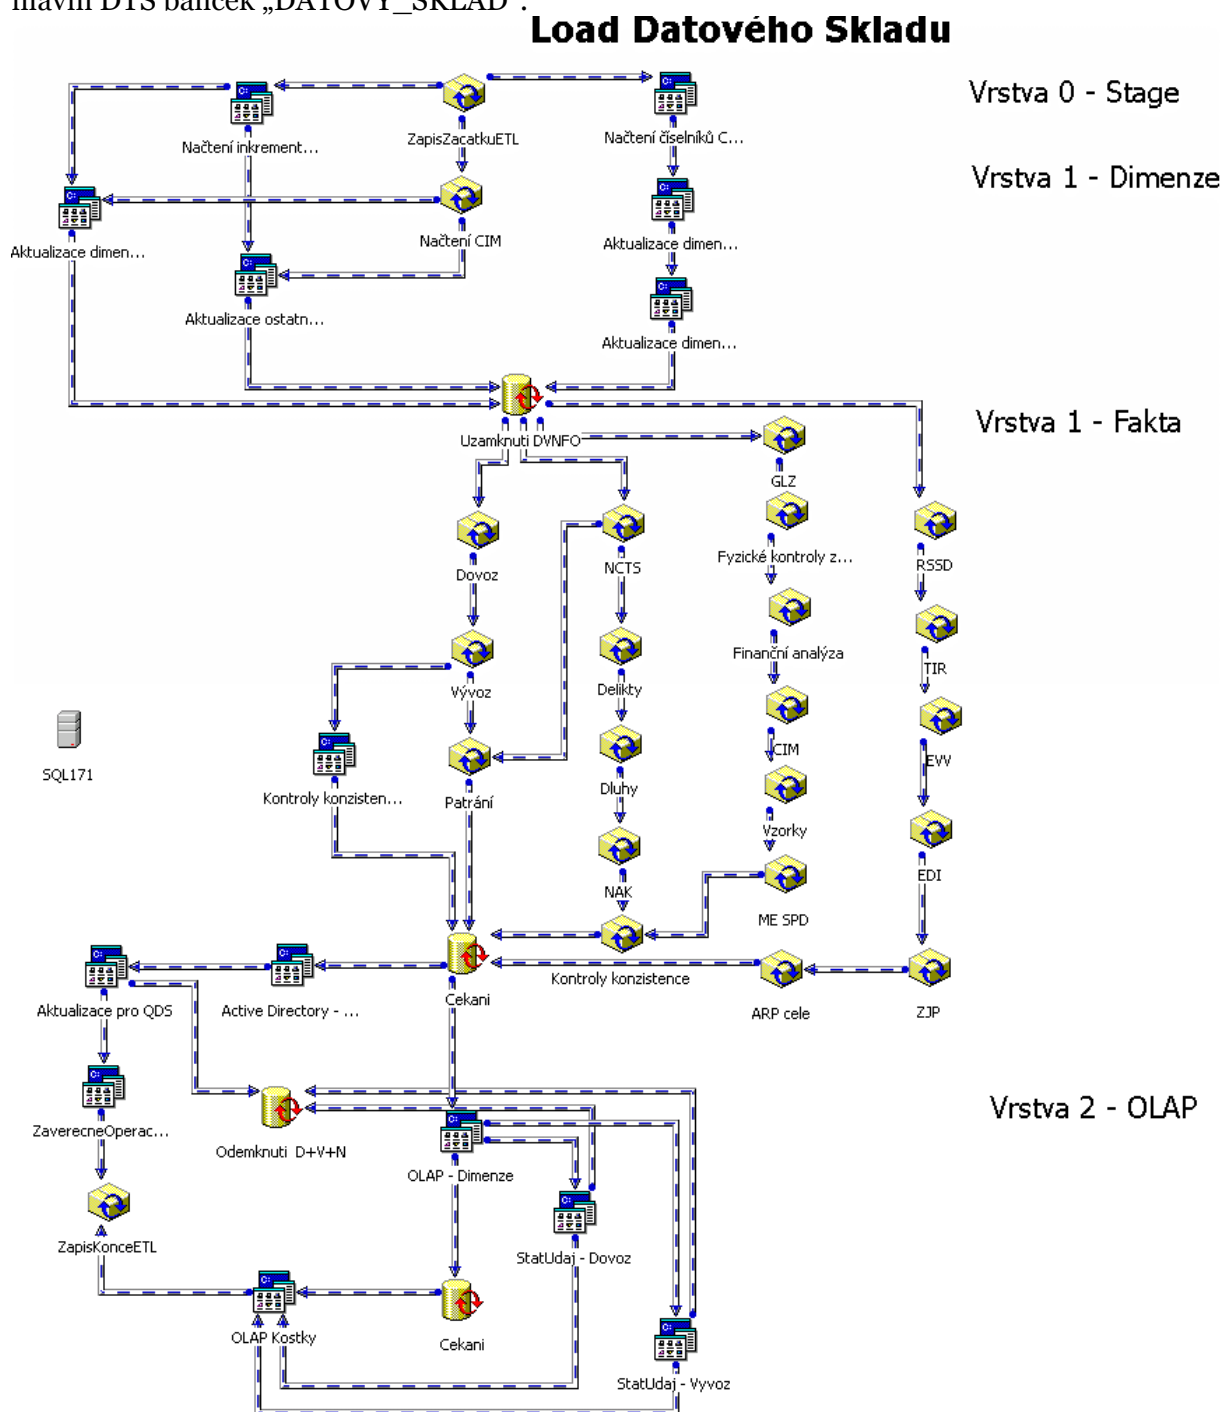 hlavní DTS balíček „DATOVY_SKLAD“.
Load Datového Skladu
Vrstva 0 - Stage
Načtení inkrement...
ZapisZacatkuETL
Načtení číselníků C...
Vrstva 1 - Dimenze
Aktualizace dimen...
Načtení CIM
Aktualizace dimen...
Aktualizace ostatn...
Aktualizace dimen...
Vrstva 1 - Fakta
Uzamknuti DVNFO
GLZ
Dovoz
NCTS
Fyzické kontroly z...
RSSD
Finanční analýza
TIR
Vývoz
Delikty
SQL171
CIM
EVV
Kontroly konzisten...
Patrání
Dluhy
Vzorky
EDI
NAK
ME SPD
Kontroly konzistence
Aktualizace pro QDS
Active Directory - ...
Cekani
ARP cele
ZJP
Vrstva 2 - OLAP
ZaverecneOperac...
Odemknuti D+V+N
OLAP - Dimenze
ZapisKonceETL
StatUdaj - Dovoz
OLAP Kostky
Cekani
StatUdaj - Vyvoz